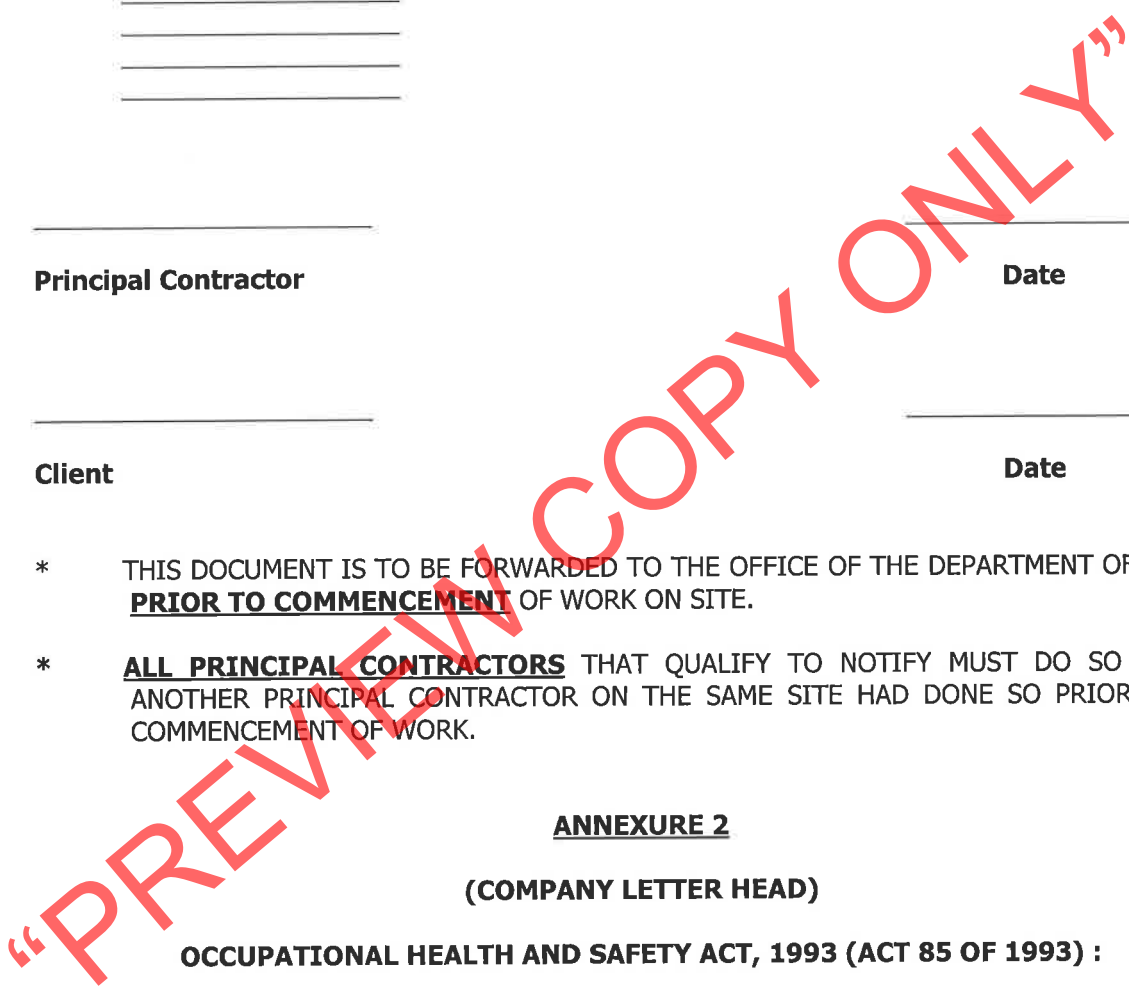 Principal Contractor Date
Client Date
* THIS DOCUMENT IS TO BE FORWARDED TO THE OFFICE OF THE DEPARTMENT OF
PRIOR TO COMMENCEMENT OF WORK ON SITE.
* ALL PRINCIPAL CONTRACTORS THAT QUALIFY TO NOTIFY MUST DO SO
ANOTHER PRINCIPAL CONTRACTOR ON THE SAME SITE HAD DONE SO PRIOR
COMMENCEMENT OF WORK.
ANNEXURE 2
(COMPANY LETTER HEAD)
OCCUPATIONAL HEALTH AND SAFETY ACT, 1993 (ACT 85 OF 1993) :
“PREVIEW COPY ONLY”